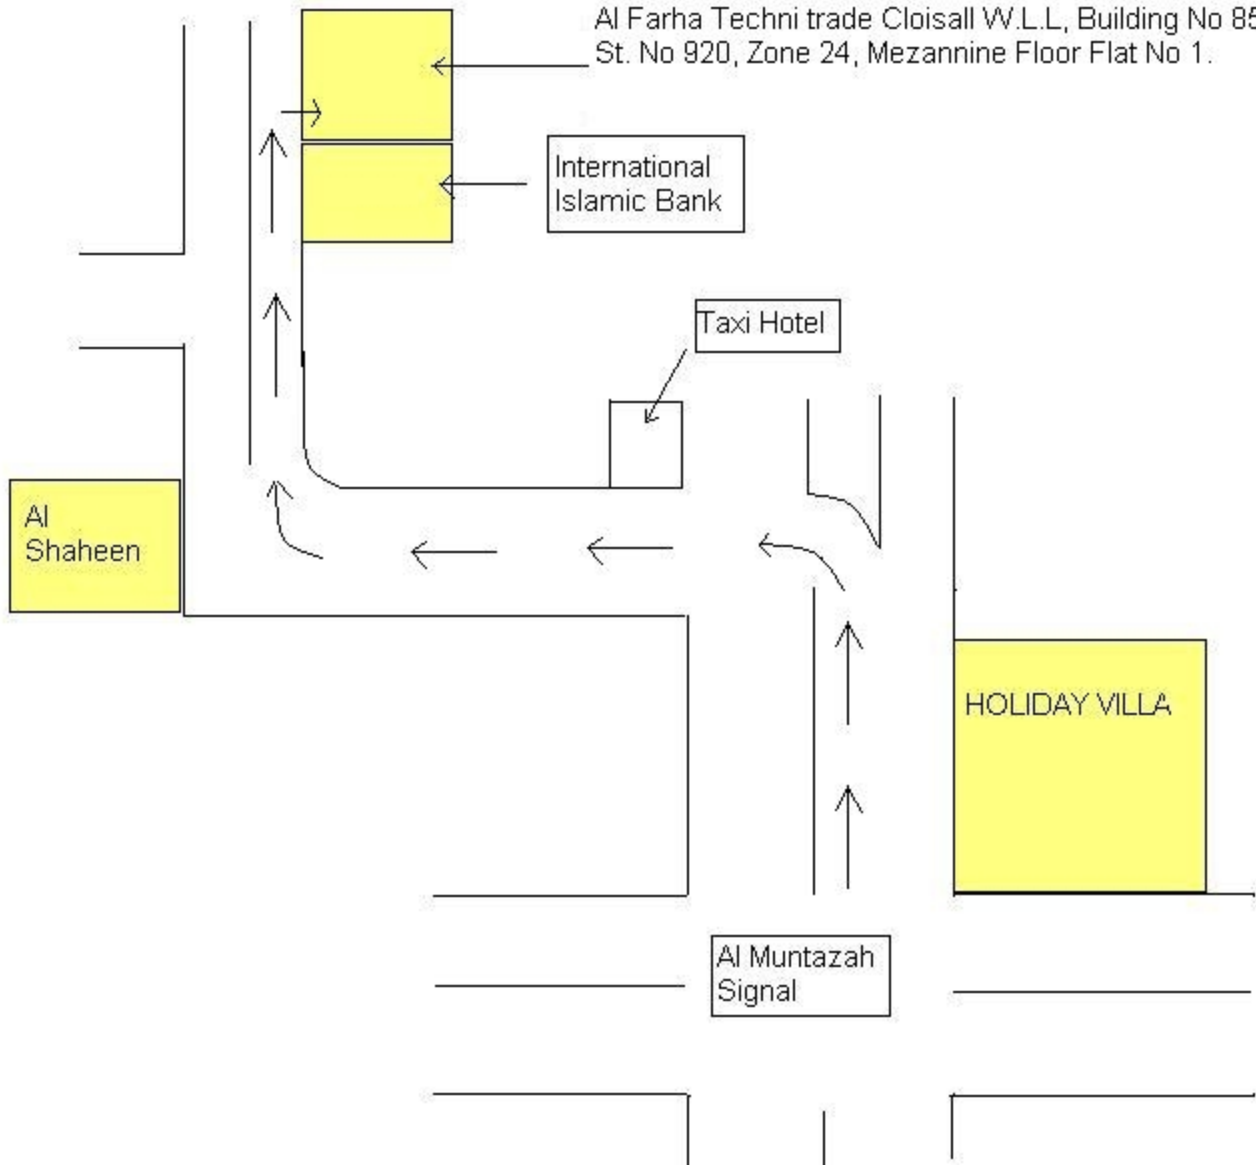 Al Farha Techni trade Cloisall W.L.L, Building No 85
St. No 920, Zone 24, Mezannine Floor Flat No 1.
International
Islamic Bank
Taxi Hotel
Al
Shaheen
HOLIDAY VILLA
Al Muntazah
Signal